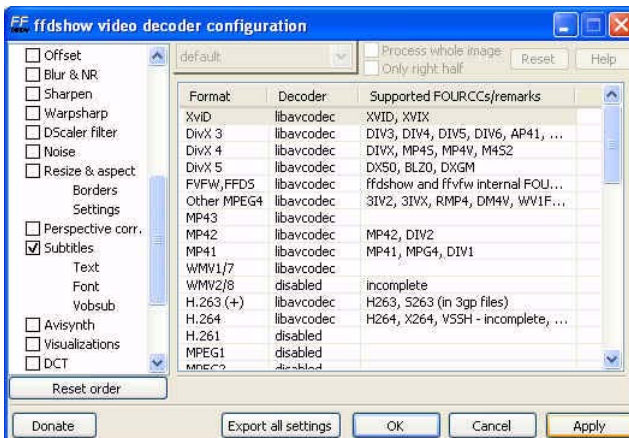 FF ffdshow video decoder configuration
Offset
Blur & NR
Sharpen
Warpsharp
DScaler filter
Noise
Resize & aspect
Borders
Settings
Perspective corr.
Subtitles
Text
Font
Vobsub
Avisynth
Visualizations
DCT
Reset order
default
Process whole image
Only right half
Reset
Help
Format Decoder Supported FOURCCs/remarks
XviD libavcodec XVID, XVIX
DivX 3 libavcodec DIV3, DIV4, DIV5, DIV6, AP41, ...
DivX 4 libavcodec DIVX, MP4S, MP4V, M4S2
DivX 5 libavcodec DX50, BLZ0, DXGM
FVFW,FFDS libavcodec ffdshow and ffvfw internal FOU...
Other MPEG4 libavcodec 3IV2, 3IVX, RMP4, DM4V, WV1F...
MP43 libavcodec
MP42 libavcodec MP42, DIV2
MP41 libavcodec MP41, MPG4, DIV1
WMV1/7 libavcodec
WMV2/8 disabled incomplete
H.263 (+) libavcodec H263, S263 (in 3gp files)
H.264 libavcodec H264, X264, VSSH - incomplete, ...
H.261 disabled
MPEG1 disabled
MPEG2 disabled
Donate
Export all settings
OK
Cancel
Apply